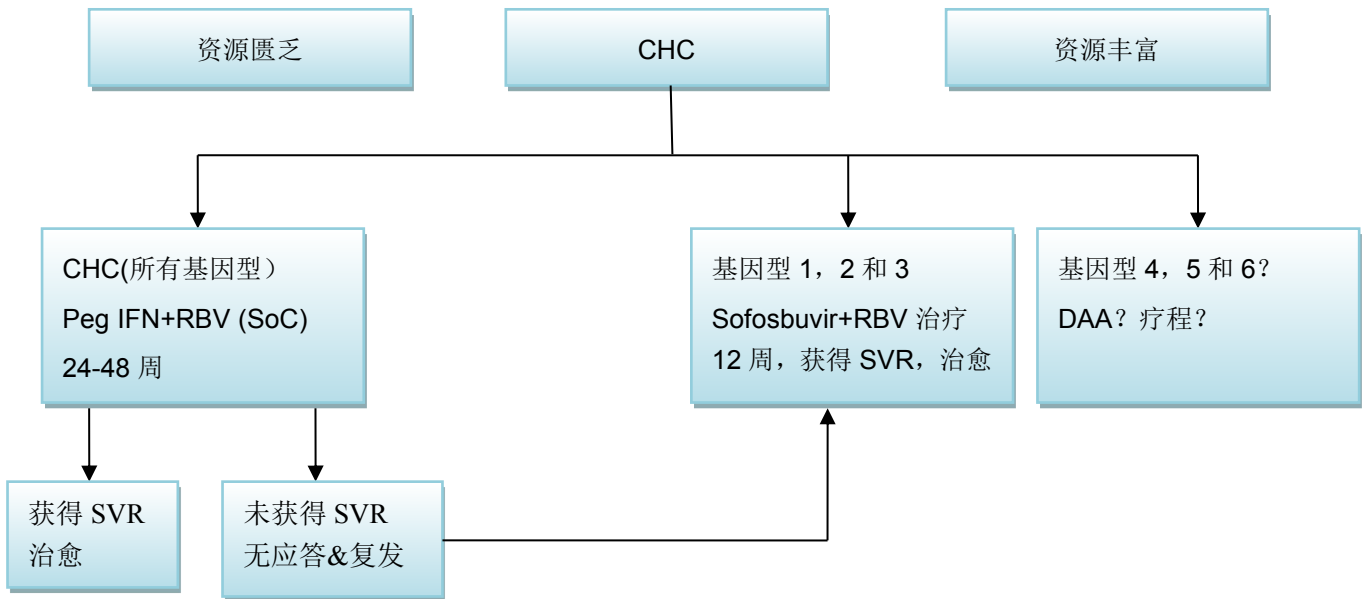 资源匮乏
CHC
资源丰富
CHC(所有基因型）
Peg IFN+RBV (SoC)
24-48 周
基因型 1，2 和 3
Sofosbuvir+RBV 治疗
12 周，获得 SVR，治愈
基因型 4，5 和 6？
DAA？疗程？
获得 SVR
治愈
未获得 SVR
无应答&复发